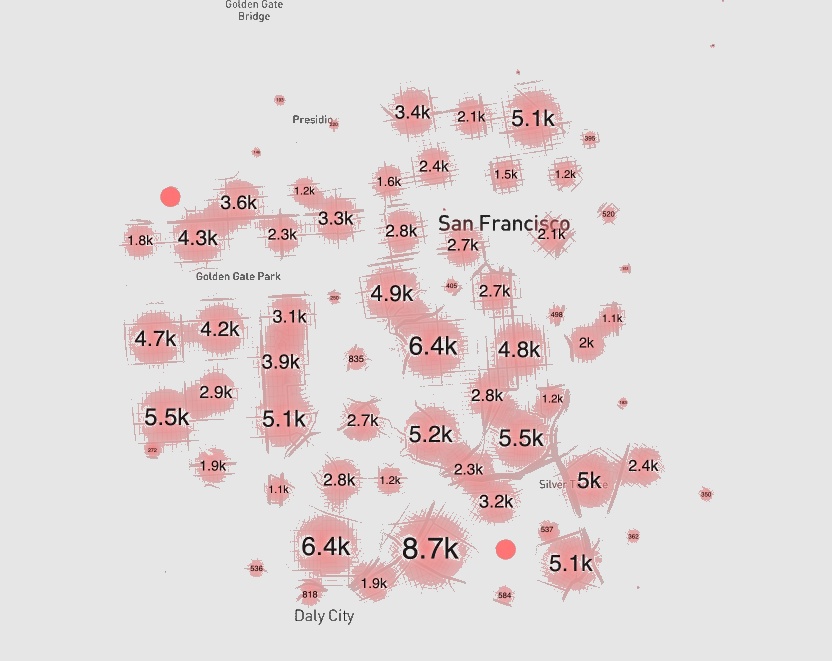 Golden Gate
Bridge
3.4k
2.1k
5.1k
Presidio
395
2.4k
1.6k
1.5k
1.2k
3.6k
1.2k
3.3k
520
1.8k
4.3k
2.3k
2.8k
San Francisco
2.7k
2.1k
Golden Gate Park
405
4.9k
2.7k
250
3.1k
498
1.1k
4.7k
4.2k
6.4k
4.8k
2k
3.9k
835
2.9k
2.8k
1.2k
5.5k
5.1k
2.7k
5.2k
5.5k
272
1.9k
2.3k
5k
2.4k
1.1k
2.8k
1.2k
Silver Terrace
3.2k
350
537
362
6.4k
8.7k
5.1k
536
1.9k
818
584
Daly City